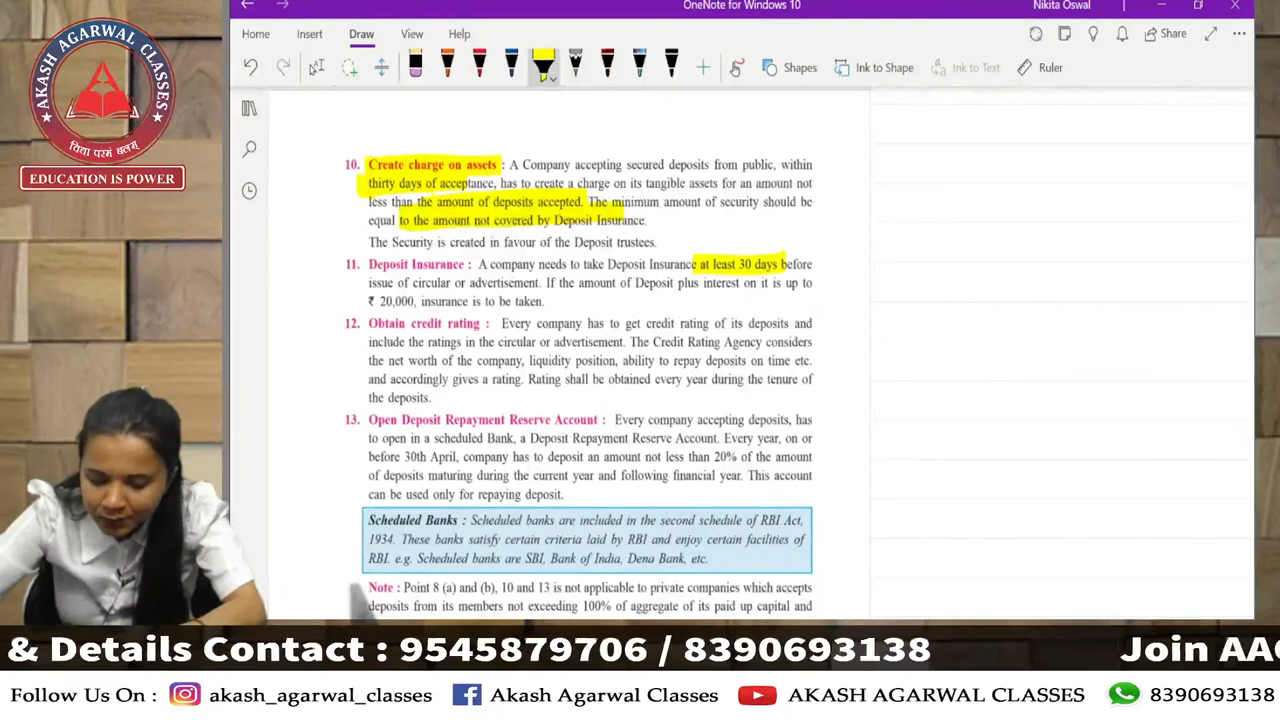 OneNote for Windows 10
Nikita Oswal
Home Insert Draw View Help
Share
Shapes
Ink to Shape
Ink to Text
Ruler
AKASH AGARWAL CLASSES
विद्या परमं बलम्
EDUCATION IS POWER
10. Create charge on assets : A Company accepting secured deposits from public, within
thirty days of acceptance, has to create a charge on its tangible assets for an amount not
less than the amount of deposits accepted. The minimum amount of security should be
equal to the amount not covered by Deposit Insurance.
The Security is created in favour of the Deposit trustees.
11. Deposit Insurance : A company needs to take Deposit Insurance at least 30 days before
issue of circular or advertisement. If the amount of Deposit plus interest on it is up to
₹ 20,000, insurance is to be taken.
12. Obtain credit rating : Every company has to get credit rating of its deposits and
include the ratings in the circular or advertisement. The Credit Rating Agency considers
the net worth of the company, liquidity position, ability to repay deposits on time etc.
and accordingly gives a rating. Rating shall be obtained every year during the tenure of
the deposits.
13. Open Deposit Repayment Reserve Account : Every company accepting deposits, has
to open in a scheduled Bank, a Deposit Repayment Reserve Account. Every year, on or
before 30th April, company has to deposit an amount not less than 20% of the amount
of deposits maturing during the current year and following financial year. This account
can be used only for repaying deposit.
Scheduled Banks : Scheduled banks are included in the second schedule of RBI Act,
1934. These banks satisfy certain criteria laid by RBI and enjoy certain facilities of
RBI. e.g. Scheduled banks are SBI, Bank of India, Dena Bank, etc.
Note : Point 8 (a) and (b), 10 and 13 is not applicable to private companies which accepts
deposits from its members not exceeding 100% of aggregate of its paid up capital and
& Details Contact : 9545879706 / 8390693138 Join AAC
Follow Us On : akash_agarwal_classes Akash Agarwal Classes AKASH AGARWAL CLASSES 8390693138